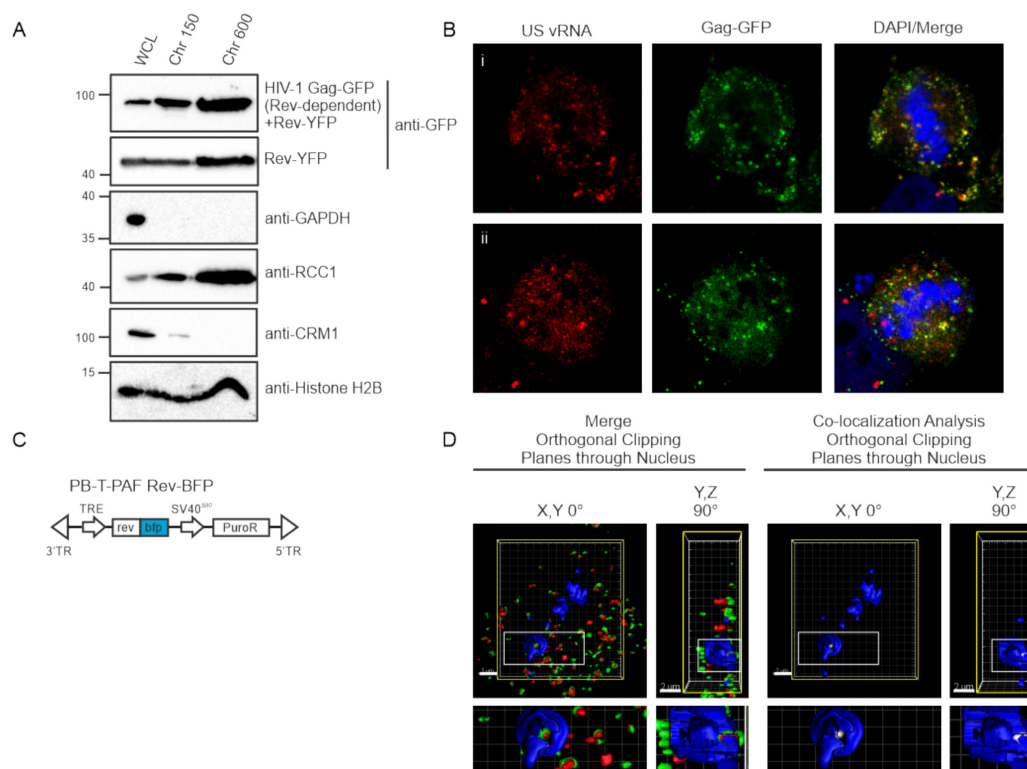 A
WCL
Chr 150
Chr 600
100
HIV-1 Gag-GFP
(Rev-dependent)
+Rev-YFP
anti-GFP
Rev-YFP
40
40
anti-GAPDH
35
anti-RCC1
40
anti-CRM1
100
15
anti-Histone H2B
B
US vRNA
Gag-GFP
DAPI/Merge
i
ii
C
PB-T-PAF Rev-BFP
TRE
SV40
rev
bfp
PuroR
3'TR
5'TR
D
Merge
Orthogonal Clipping
Planes through Nucleus
X,Y 0°
Y,Z
90°
Co-localization Analysis
Orthogonal Clipping
Planes through Nucleus
X,Y 0°
Y,Z
90°
2 µm
2 µm